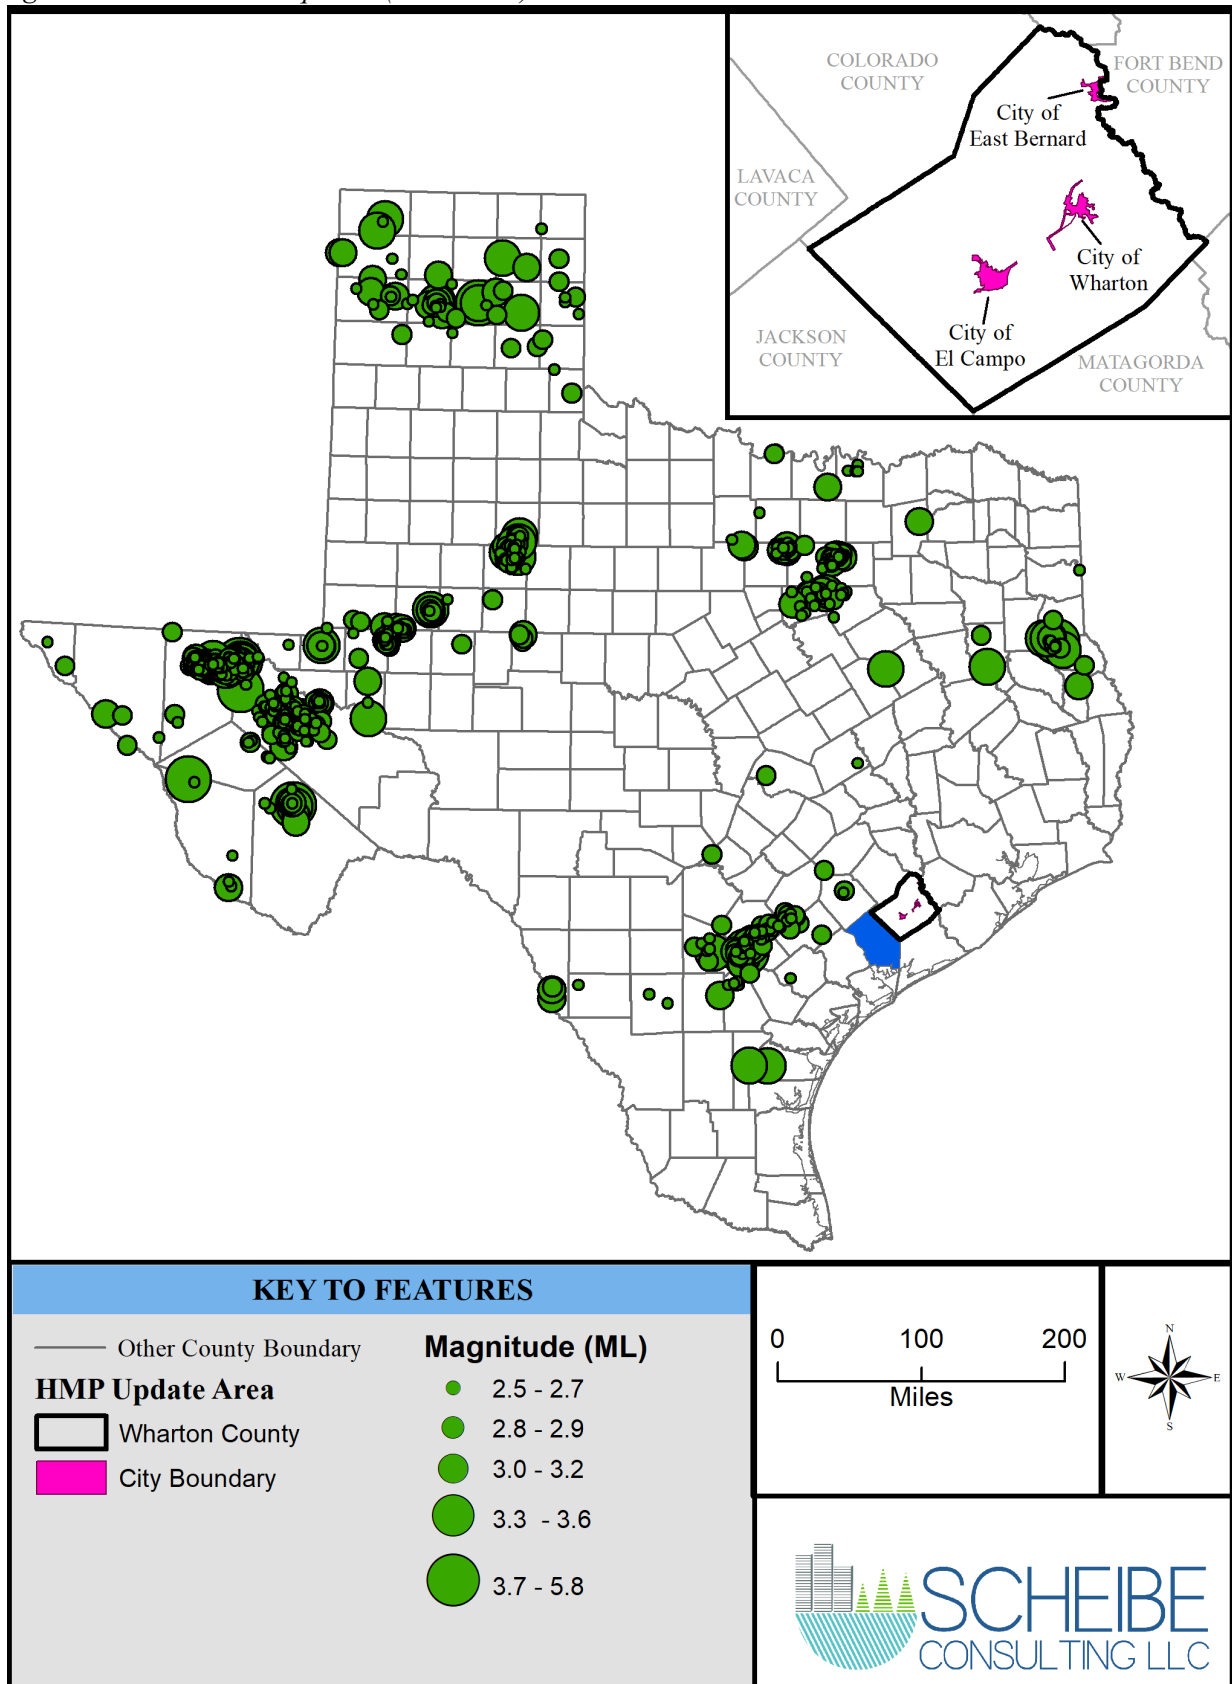 COLORADO
COUNTY
FORT BEND
COUNTY
City of
East Bernard
LAVACA
COUNTY
City of
Wharton
City of
El Campo
JACKSON
COUNTY
MATAGORDA
COUNTY
KEY TO FEATURES
Other County Boundary
HMP Update Area
Wharton County
City Boundary
Magnitude (ML)
2.5 - 2.7
2.8 - 2.9
3.0 - 3.2
3.3 - 3.6
3.7 - 5.8
0 100 200
Miles
N
W E
S
SCHEIBE
CONSULTING LLC